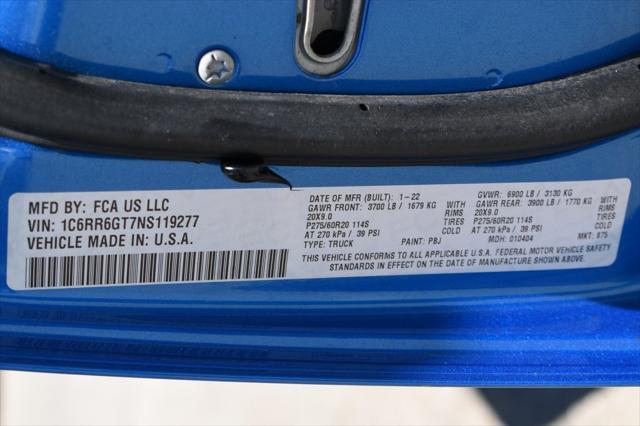 MFD BY: FCA US LLC
VIN: 1C6RR6GT7NS119277
VEHICLE MADE IN: U.S.A.
DATE OF MFR (BUILT): 1-22 GVWR: 6900 LB / 3130 KG
GAWR FRONT: 3700 LB / 1679 KG WITH GAWR REAR: 3900 LB / 1770 KG WITH
20X9.0 RIMS 20X9.0 RIMS
P275/60R20 114S TIRES P275/60R20 114S TIRES
AT 270 kPa / 39 PSI COLD AT 270 kPa / 39 PSI COLD
TYPE: TRUCK PAINT: PBJ MDH: 010404 MKT: 875
THIS VEHICLE CONFORMS TO ALL APPLICABLE U.S.A. FEDERAL MOTOR VEHICLE SAFETY
STANDARDS IN EFFECT ON THE DATE OF MANUFACTURE SHOWN ABOVE.